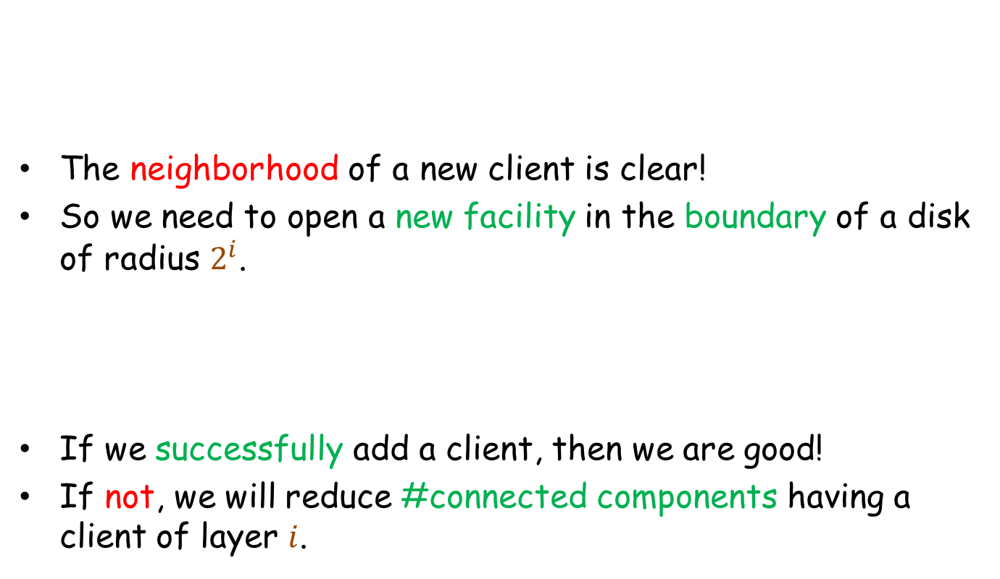 • The neighborhood of a new client is clear!
• So we need to open a new facility in the boundary of a disk
of radius 2^i.
• If we successfully add a client, then we are good!
• If not, we will reduce #connected components having a
client of layer i.